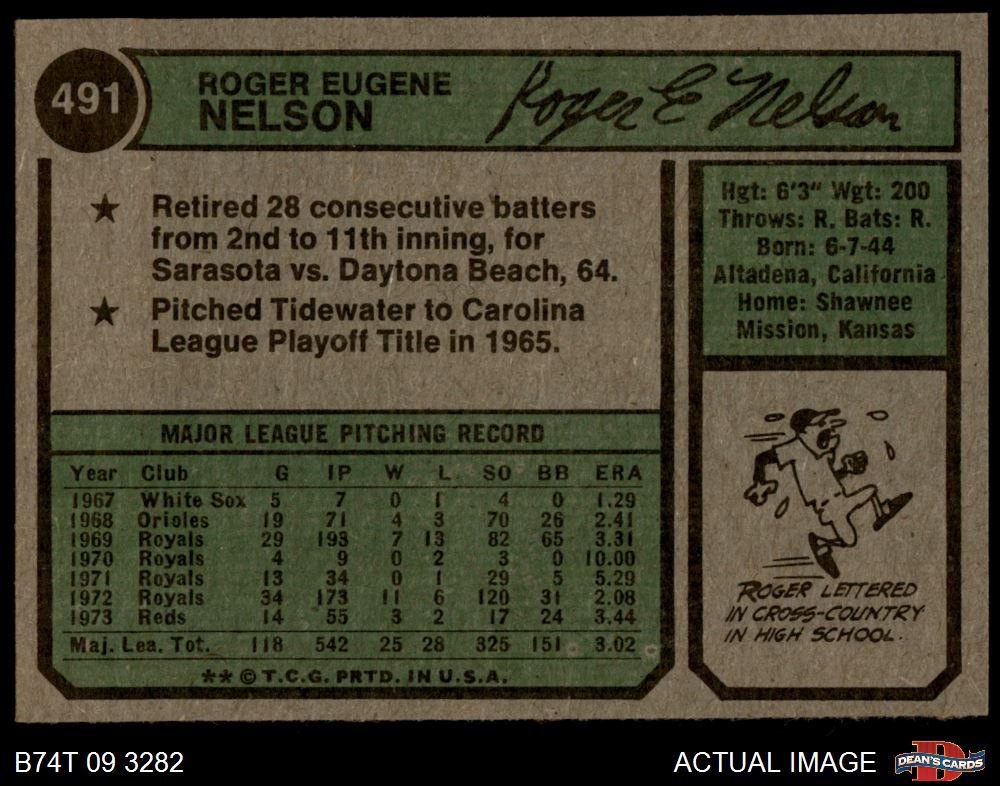 491
ROGER EUGENE
NELSON
Roger E Nelson
★ Retired 28 consecutive batters
from 2nd to 11th inning, for
Sarasota vs. Daytona Beach, 64.
★ Pitched Tidewater to Carolina
League Playoff Title in 1965.
Hgt: 6'3" Wgt: 200
Throws: R. Bats: R.
Born: 6-7-44
Altadena, California
Home: Shawnee
Mission, Kansas
MAJOR LEAGUE PITCHING RECORD
Year Club G IP W L SO BB ERA
1967 White Sox 5 7 0 1 4 0 1.29
1968 Orioles 19 71 4 3 70 26 2.41
1969 Royals 29 193 7 13 82 65 3.31
1970 Royals 4 9 0 2 3 0 10.00
1971 Royals 13 34 0 1 29 5 5.29
1972 Royals 34 173 11 6 120 31 2.08
1973 Reds 14 55 3 2 17 24 3.44
Maj. Lea. Tot. 118 542 25 28 325 151 3.02
** © T.C.G. PRTD. IN U.S.A.
ROGER LETTERED
IN CROSS-COUNTRY
IN HIGH SCHOOL.
B74T 09 3282
ACTUAL IMAGE
D
DEAN'S CARDS